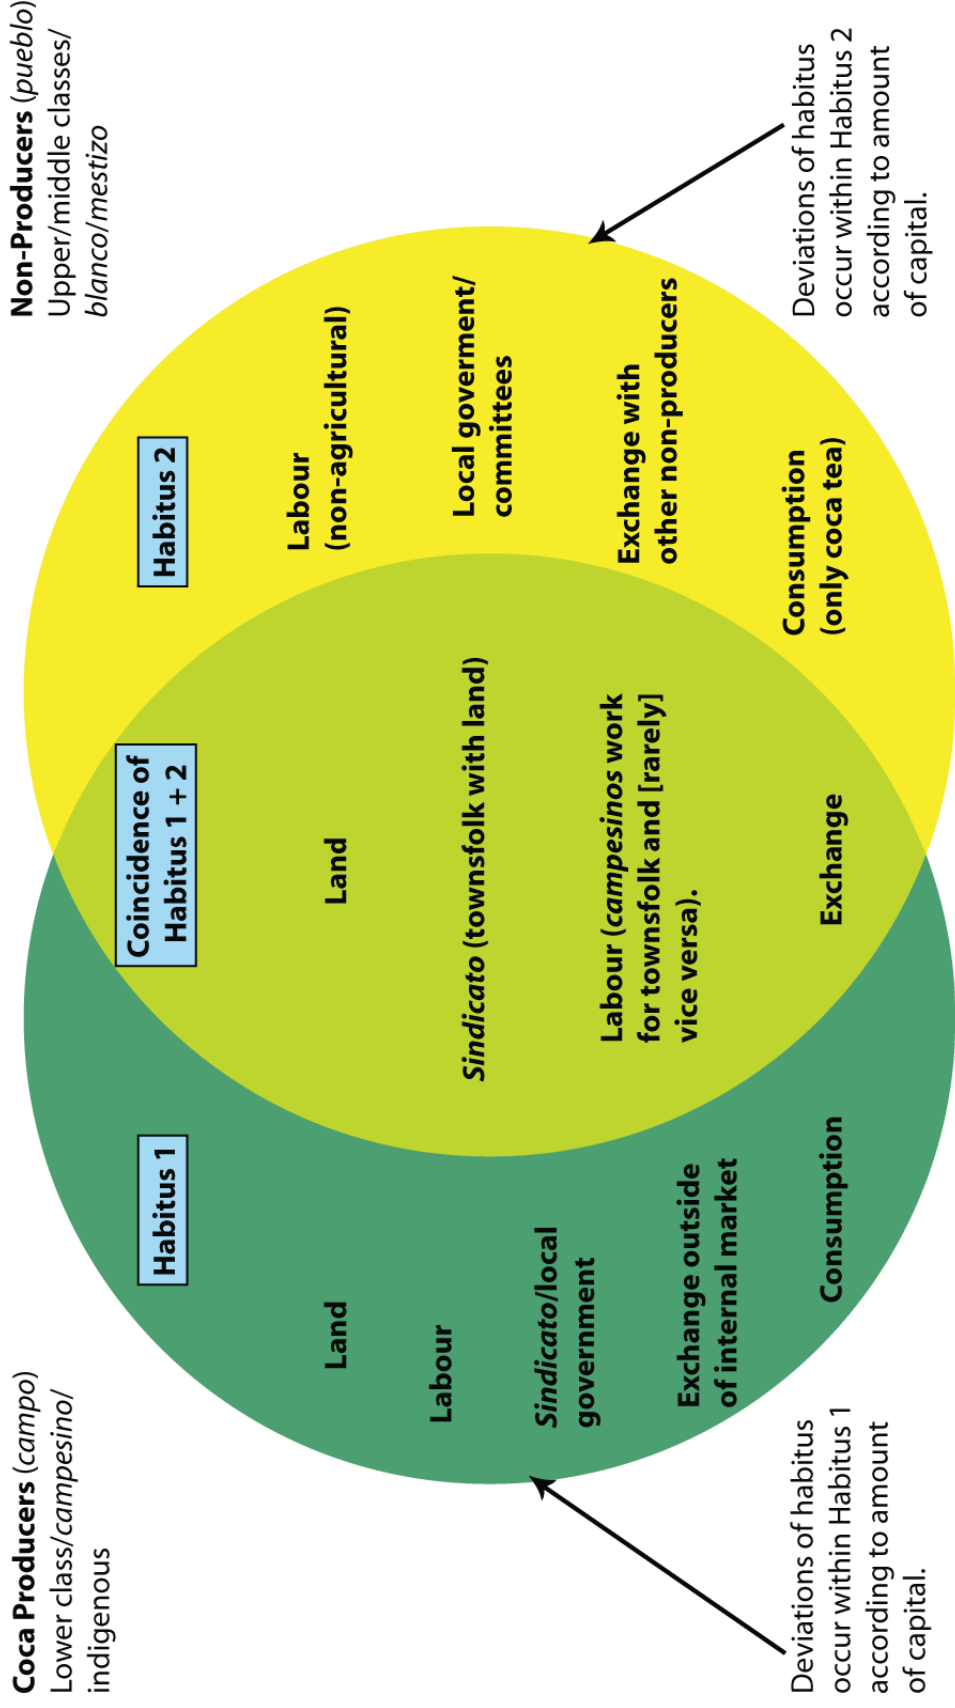 Coca Producers (campo)
Lower class/campesino/
indigenous
Non-Producers (pueblo)
Upper/middle classes/
blanco/mestizo
Habitus 1
Land
Labour
Sindicato/local
government
Exchange outside
of internal market
Consumption
Coincidence of
Habitus 1 + 2
Land
Sindicato (townsfolk with land)
Labour (campesinos work
for townsfolk and [rarely]
vice versa).
Exchange
Habitus 2
Labour
(non-agricultural)
Local goverment/
committees
Exchange with
other non-producers
Consumption
(only coca tea)
Deviations of habitus
occur within Habitus 1
according to amount
of capital.
Deviations of habitus
occur within Habitus 2
according to amount
of capital.